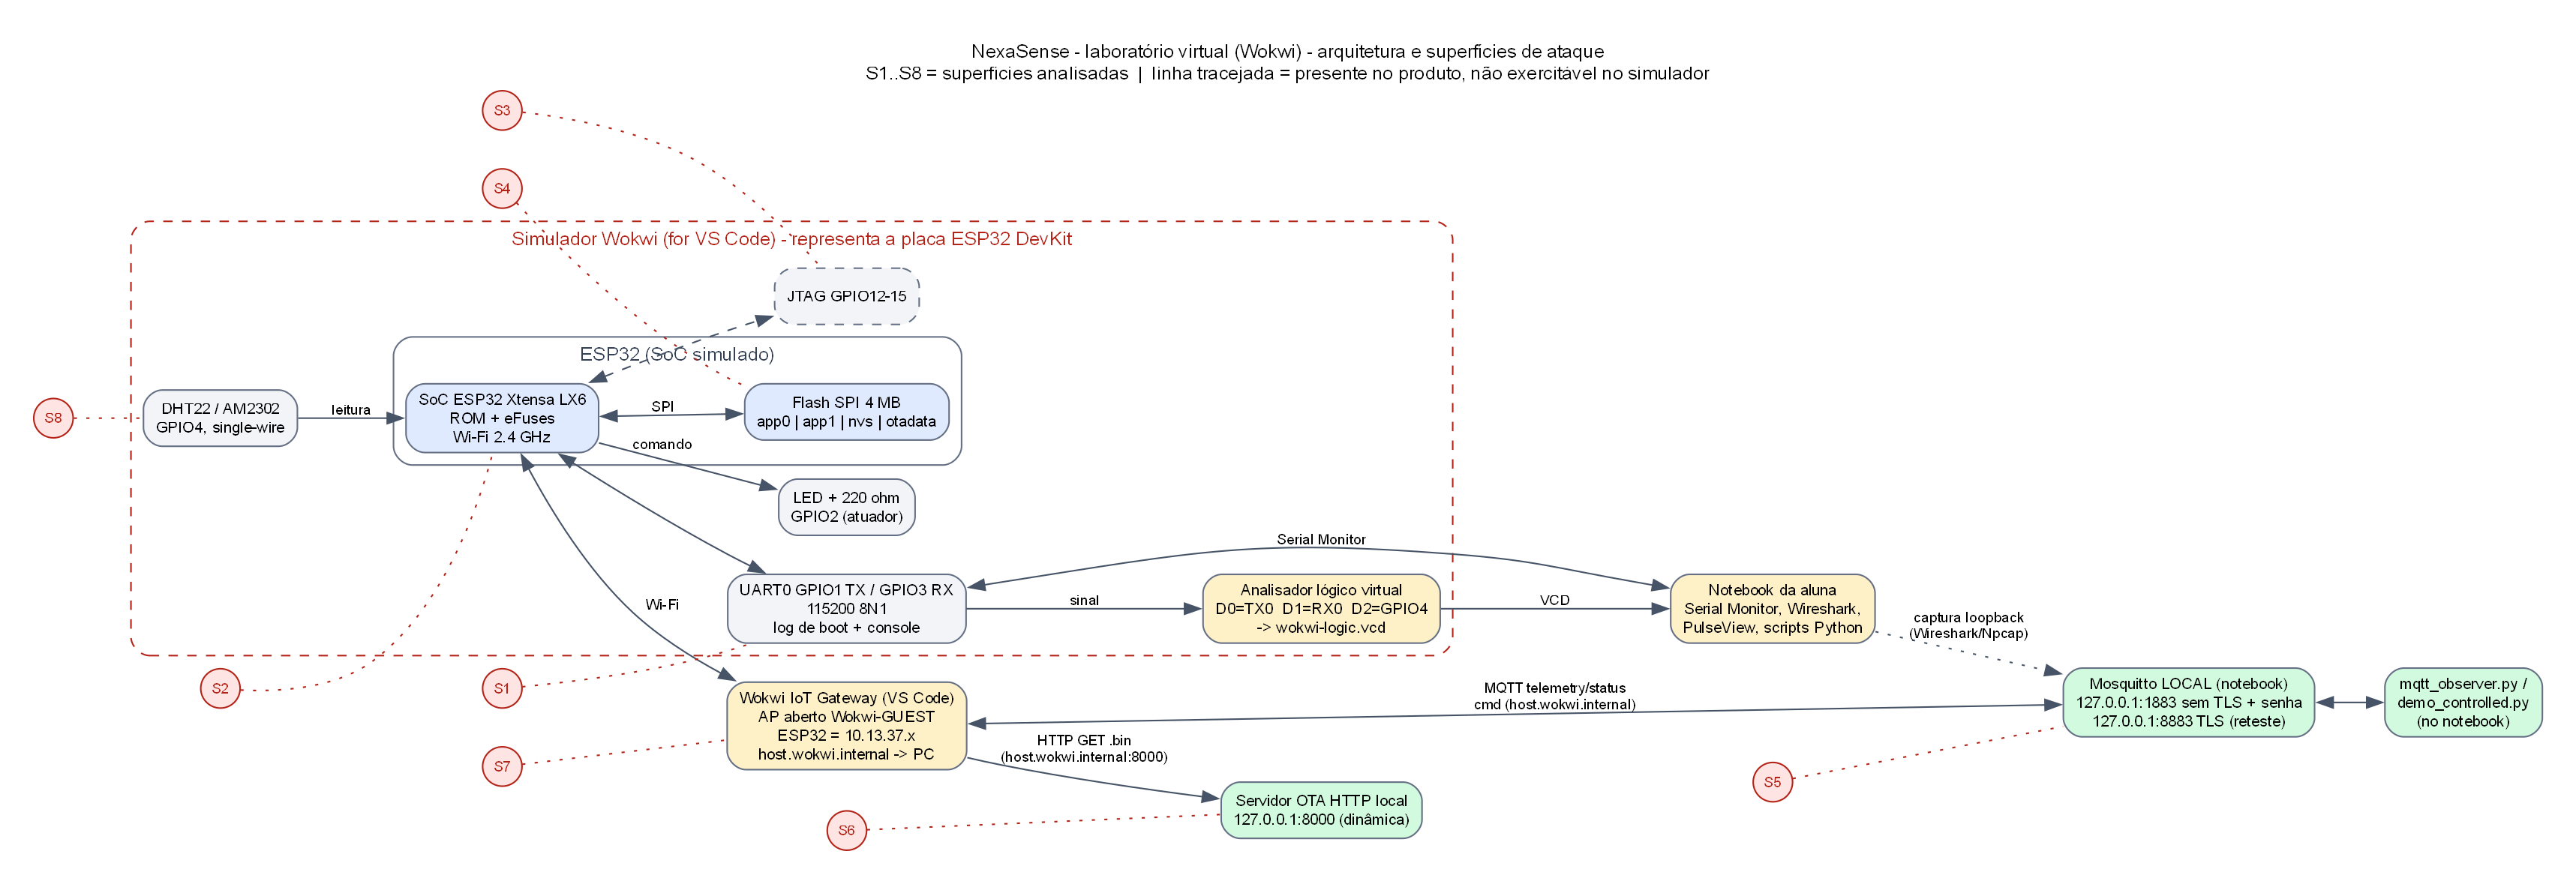 NexaSense - laboratório virtual (Wokwi) - arquitetura e superfícies de ataque
S1..S8 = superficies analisadas | linha tracejada = presente no produto, não exercitável no simulador
S3
S4
Simulador Wokwi (for VS Code) - representa a placa ESP32 DevKit
JTAG GPIO12-15
ESP32 (SoC simulado)
S8
DHT22 / AM2302
GPIO4, single-wire
leitura
SoC ESP32 Xtensa LX6
ROM + eFuses
Wi-Fi 2.4 GHz
SPI
Flash SPI 4 MB
app0 | app1 | nvs | otadata
comando
LED + 220 ohm
GPIO2 (atuador)
Serial Monitor
Wi-Fi
UART0 GPIO1 TX / GPIO3 RX
115200 8N1
log de boot + console
sinal
Analisador lógico virtual
D0=TX0 D1=RX0 D2=GPIO4
-> wokwi-logic.vcd
VCD
Notebook da aluna
Serial Monitor, Wireshark,
PulseView, scripts Python
captura loopback
(Wireshark/Npcap)
S2
S1
Wokwi IoT Gateway (VS Code)
AP aberto Wokwi-GUEST
ESP32 = 10.13.37.x
host.wokwi.internal -> PC
MQTT telemetry/status
cmd (host.wokwi.internal)
Mosquitto LOCAL (notebook)
127.0.0.1:1883 sem TLS + senha
127.0.0.1:8883 TLS (reteste)
mqtt_observer.py /
demo_controlled.py
(no notebook)
S7
HTTP GET .bin
(host.wokwi.internal:8000)
S5
S6
Servidor OTA HTTP local
127.0.0.1:8000 (dinâmica)